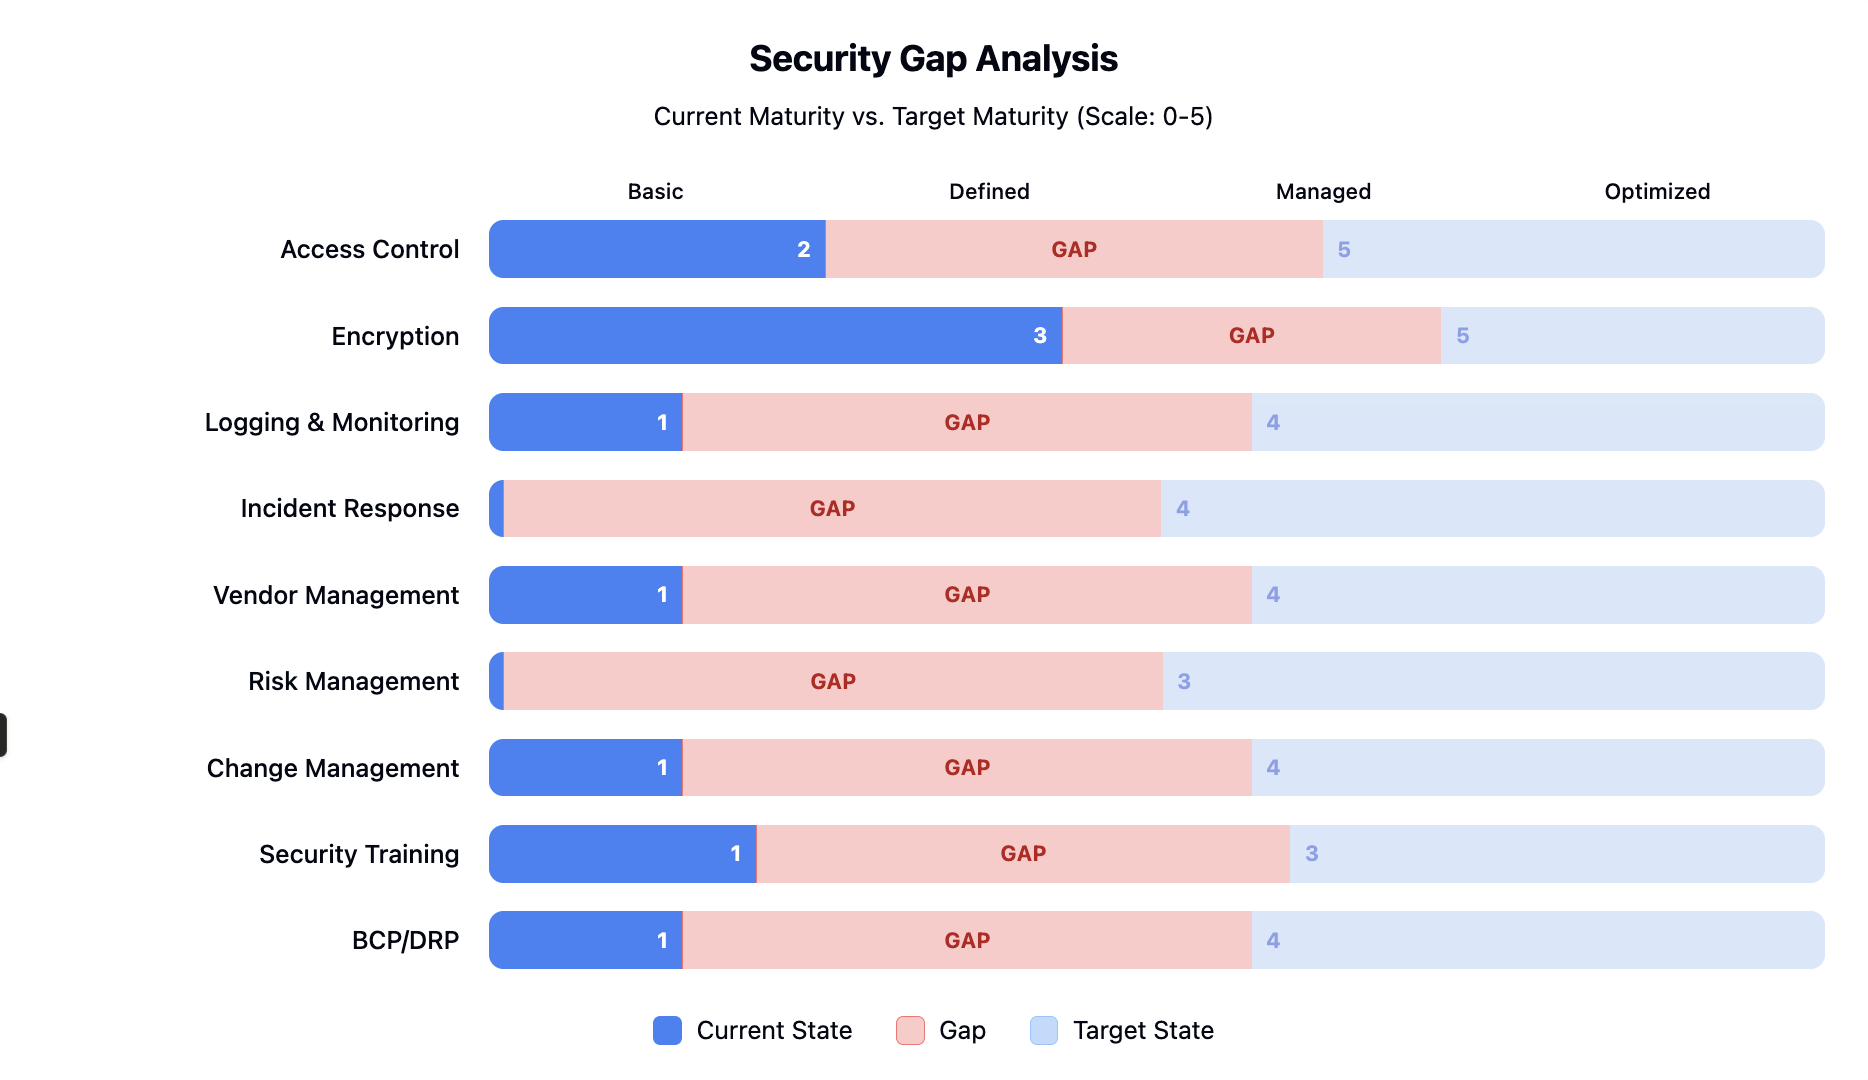 Security Gap Analysis
Current Maturity vs. Target Maturity (Scale: 0-5)
Basic Defined Managed Optimized
Access Control 2 GAP 5
Encryption 3 GAP 5
Logging & Monitoring 1 GAP 4
Incident Response GAP 4
Vendor Management 1 GAP 4
Risk Management GAP 3
Change Management 1 GAP 4
Security Training 1 GAP 3
BCP/DRP 1 GAP 4
Current State Gap Target State